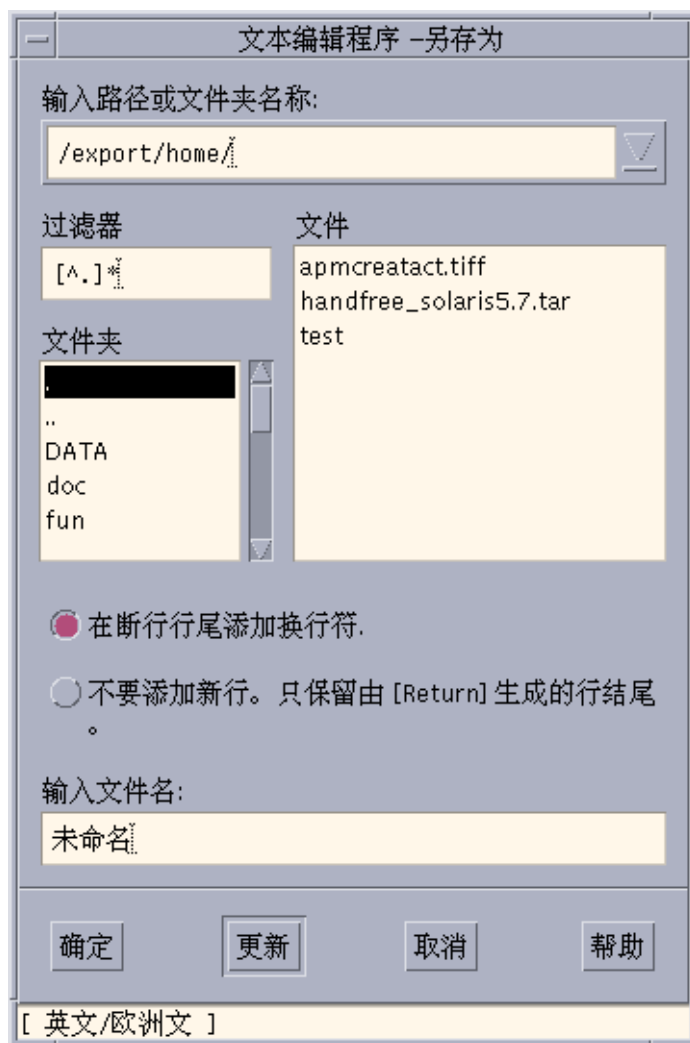 文本编辑程序 –另存为
输入路径或文件夹名称:
/export/home/
过滤器
[^.]*
文件夹
.
..
DATA
doc
fun
文件
apmcreatact.tiff
handfree_solaris5.7.tar
test
在断行行尾添加换行符.
不要添加新行。只保留由 [Return] 生成的行结尾
。
输入文件名:
未命名
确定 更新 取消 帮助
[ 英文/欧洲文 ]